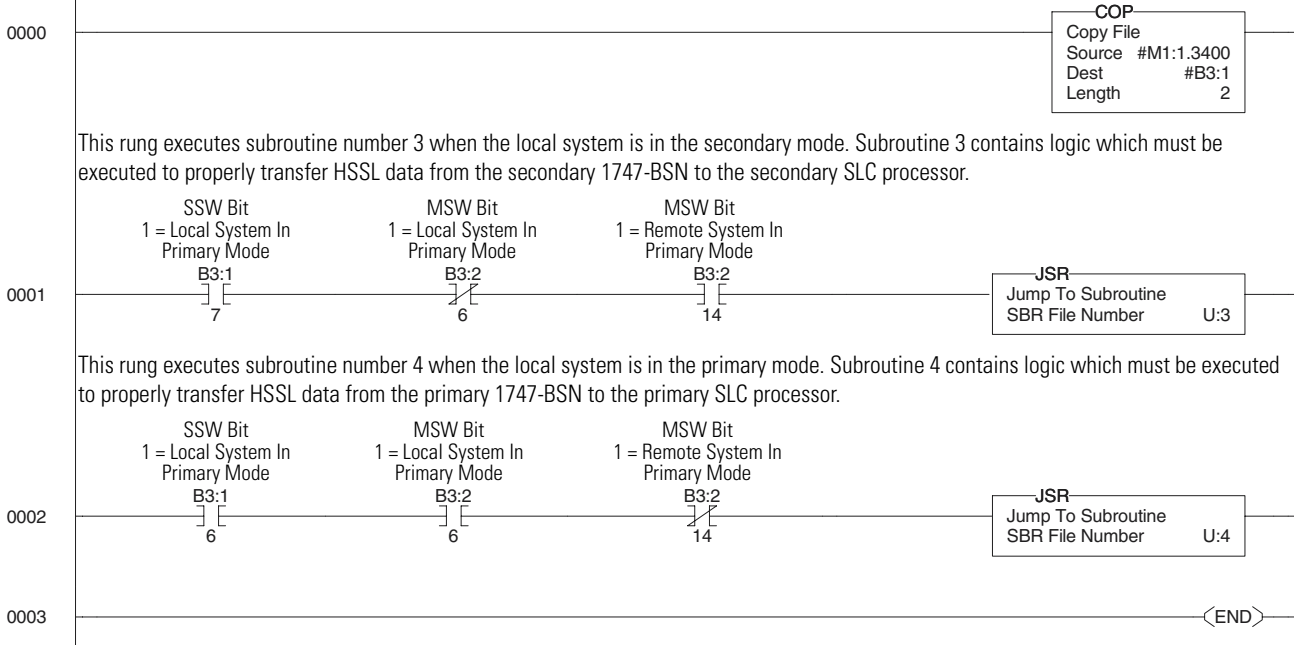 COP
0000
Copy File
Source #M1:1.3400
Dest #B3:1
Length 2
This rung executes subroutine number 3 when the local system is in the secondary mode. Subroutine 3 contains logic which must be
executed to properly transfer HSSL data from the secondary 1747-BSN to the secondary SLC processor.
SSW Bit MSW Bit MSW Bit
1 = Local System In 1 = Local System In 1 = Remote System In
Primary Mode Primary Mode Primary Mode
B3:1 B3:2 B3:2
JSR
0001
Jump To Subroutine
SBR File Number U:3
7 6 14
This rung executes subroutine number 4 when the local system is in the primary mode. Subroutine 4 contains logic which must be executed
to properly transfer HSSL data from the primary 1747-BSN to the primary SLC processor.
SSW Bit MSW Bit MSW Bit
1 = Local System In 1 = Local System In 1 = Remote System In
Primary Mode Primary Mode Primary Mode
B3:1 B3:2 B3:2
JSR
0002
Jump To Subroutine
SBR File Number U:4
6 6 14
0003 END